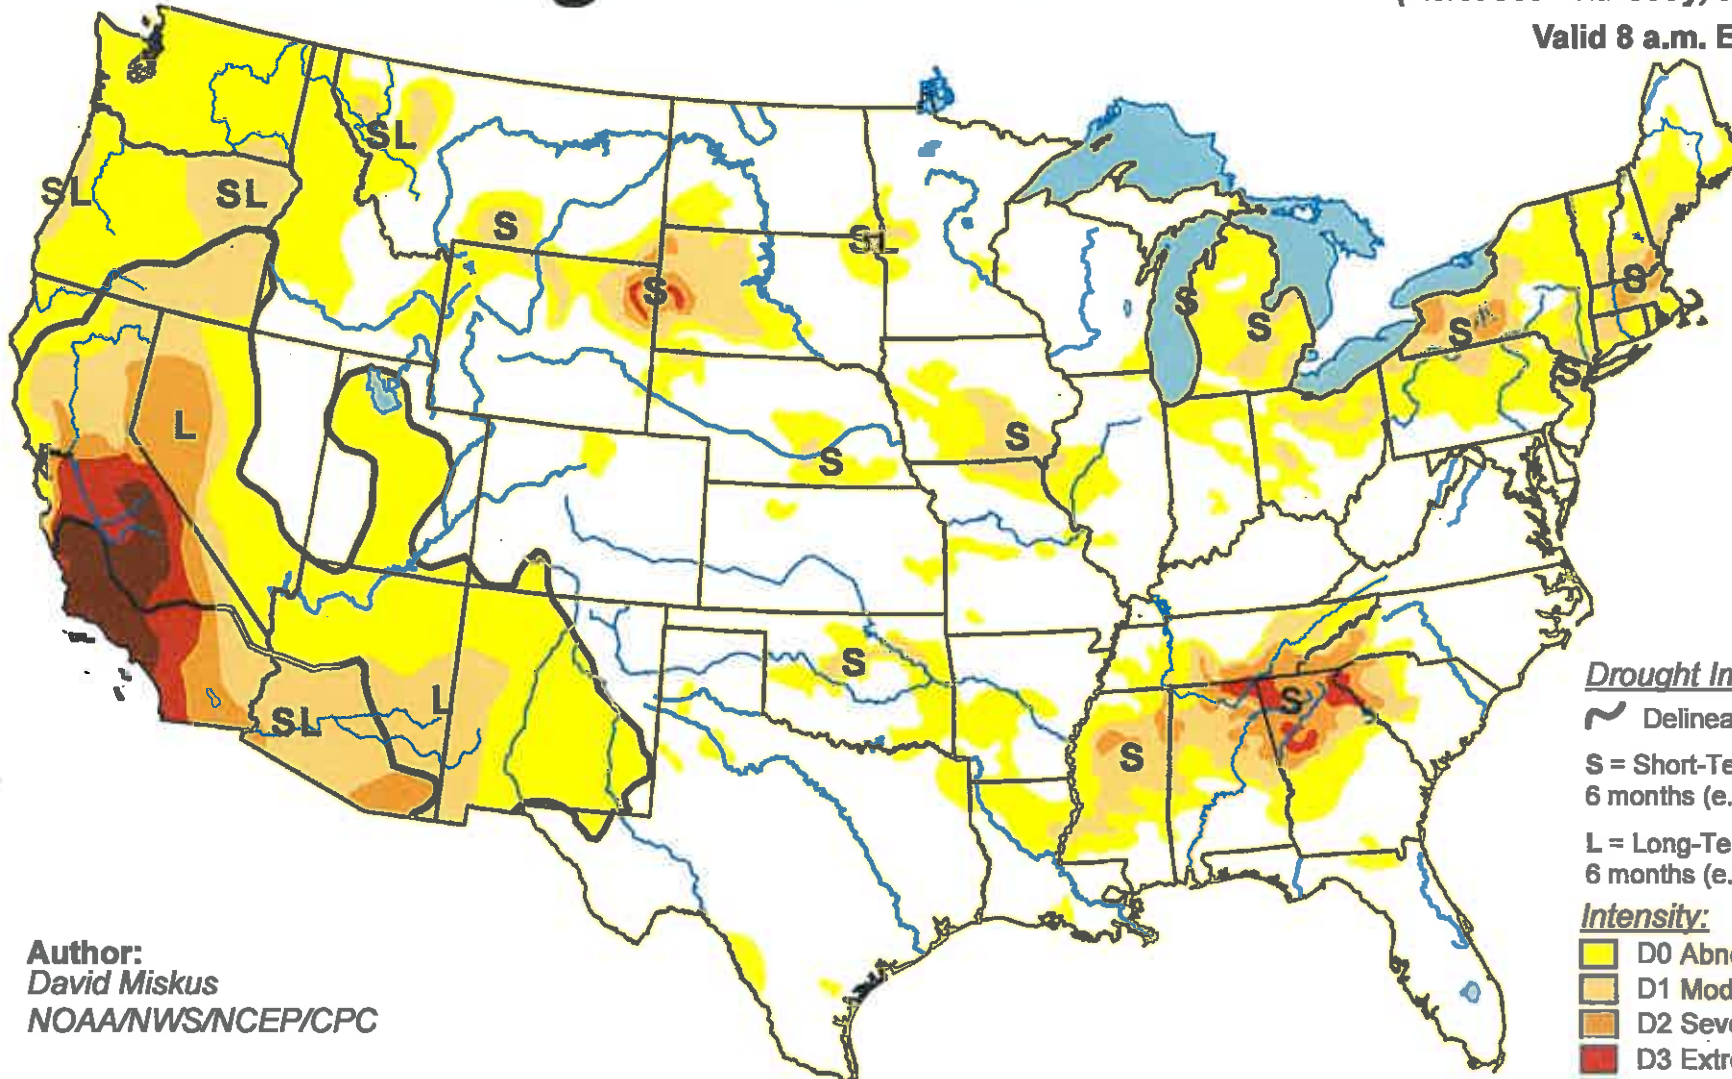 Valid 8 a.m. E
SL
SL
SL
S
SL
S
S
S
S
S
S
L
S
S
S
L
SL
S
S
Drought Im
Delinea
S = Short-Te
6 months (e.
L = Long-Te
6 months (e.
Intensity:
D0 Abn
D1 Mod
D2 Seve
D3 Extr
Author:
David Miskus
NOAA/NWS/NCEP/CPC